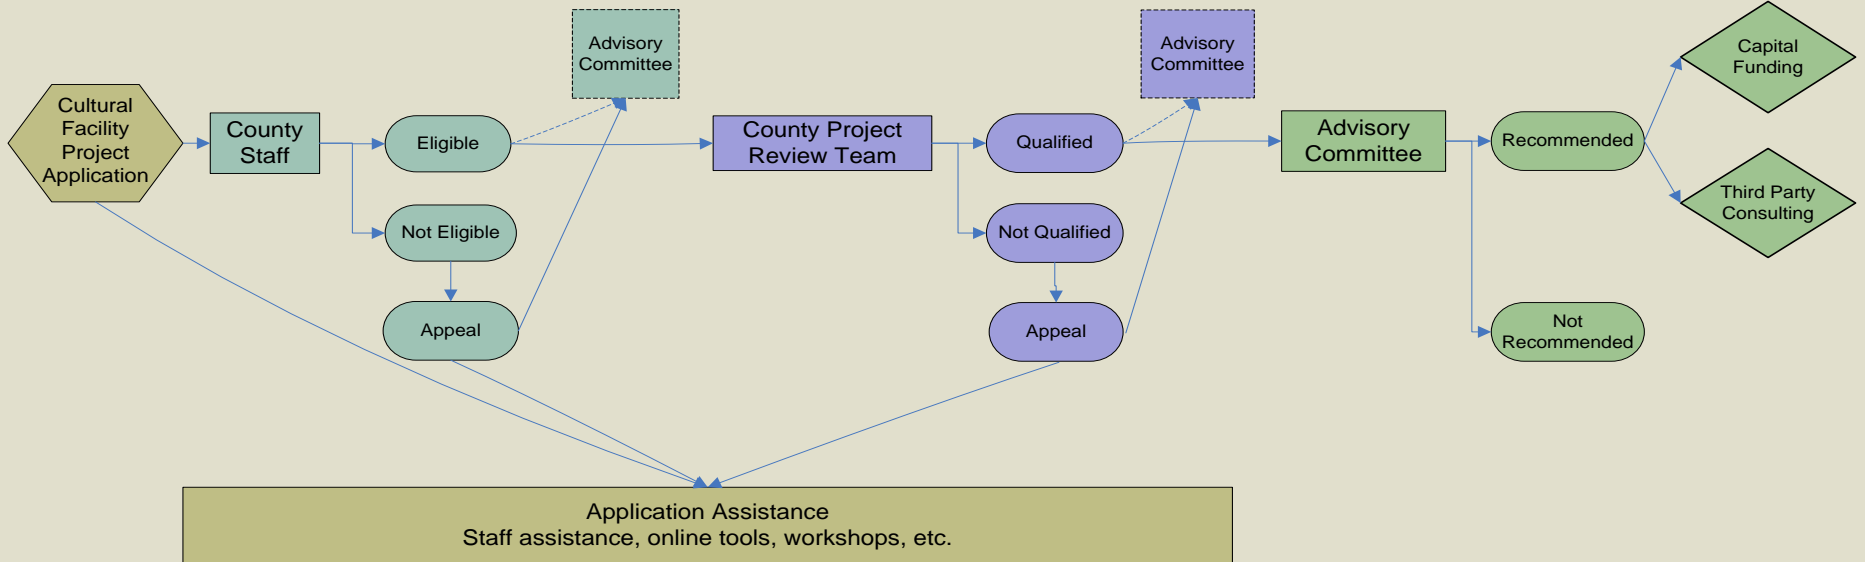 Cultural
Facility
Project
Application
County
Staff
Eligible
Not Eligible
Appeal
Advisory
Committee
County Project
Review Team
Qualified
Not Qualified
Appeal
Advisory
Committee
Advisory
Committee
Recommended
Not
Recommended
Capital
Funding
Third Party
Consulting
Application Assistance
Staff assistance, online tools, workshops, etc.